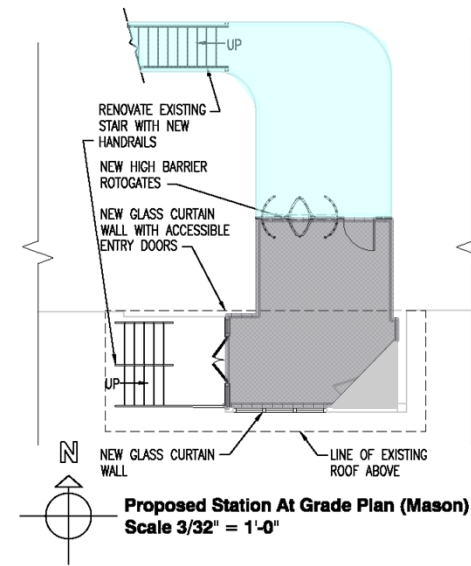 UP
RENOVATE EXISTING
STAIR WITH NEW
HANDRAILS
NEW HIGH BARRIER
ROTOGATES
NEW GLASS CURTAIN
WALL WITH ACCESSIBLE
ENTRY DOORS
UP
N
NEW GLASS CURTAIN
WALL
LINE OF EXISTING
ROOF ABOVE
Proposed Station At Grade Plan (Mason)
Scale 3/32" = 1'-0"